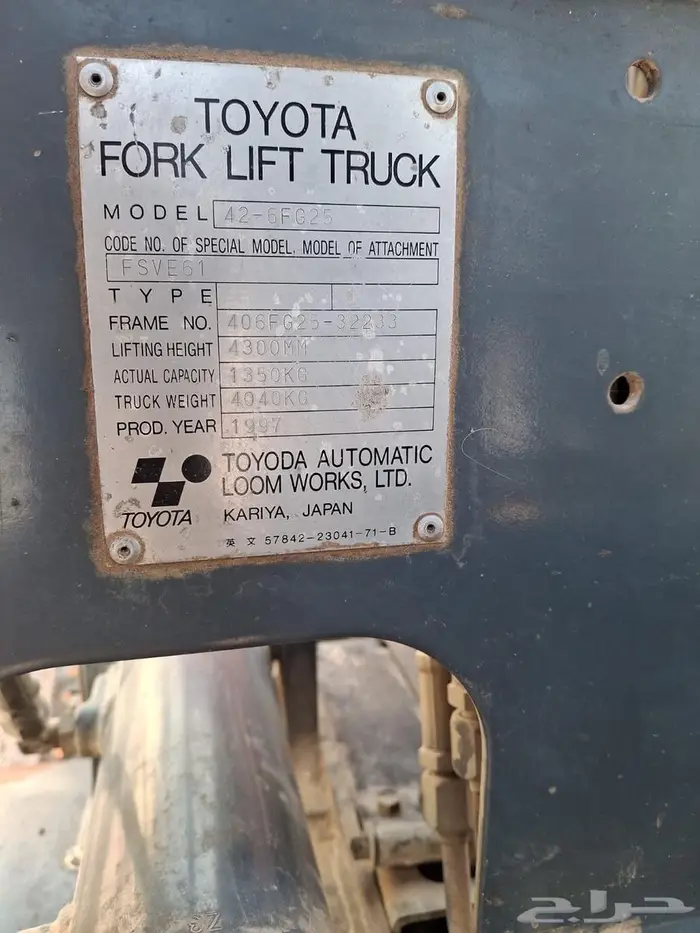 TOYOTA
FORK LIFT TRUCK
MODEL 42-6FG25
CODE NO. OF SPECIAL MODEL. MODEL OF ATTACHMENT
FSVE61
TYPE
FRAME NO. 406FG25-32233
LIFTING HEIGHT 4300MM
ACTUAL CAPACITY 1350KG
TRUCK WEIGHT 4040KG
PROD. YEAR 1997
TOYODA AUTOMATIC
LOOM WORKS, LTD.
TOYOTA KARIYA, JAPAN
英文 57842-23041-71-B
حراج